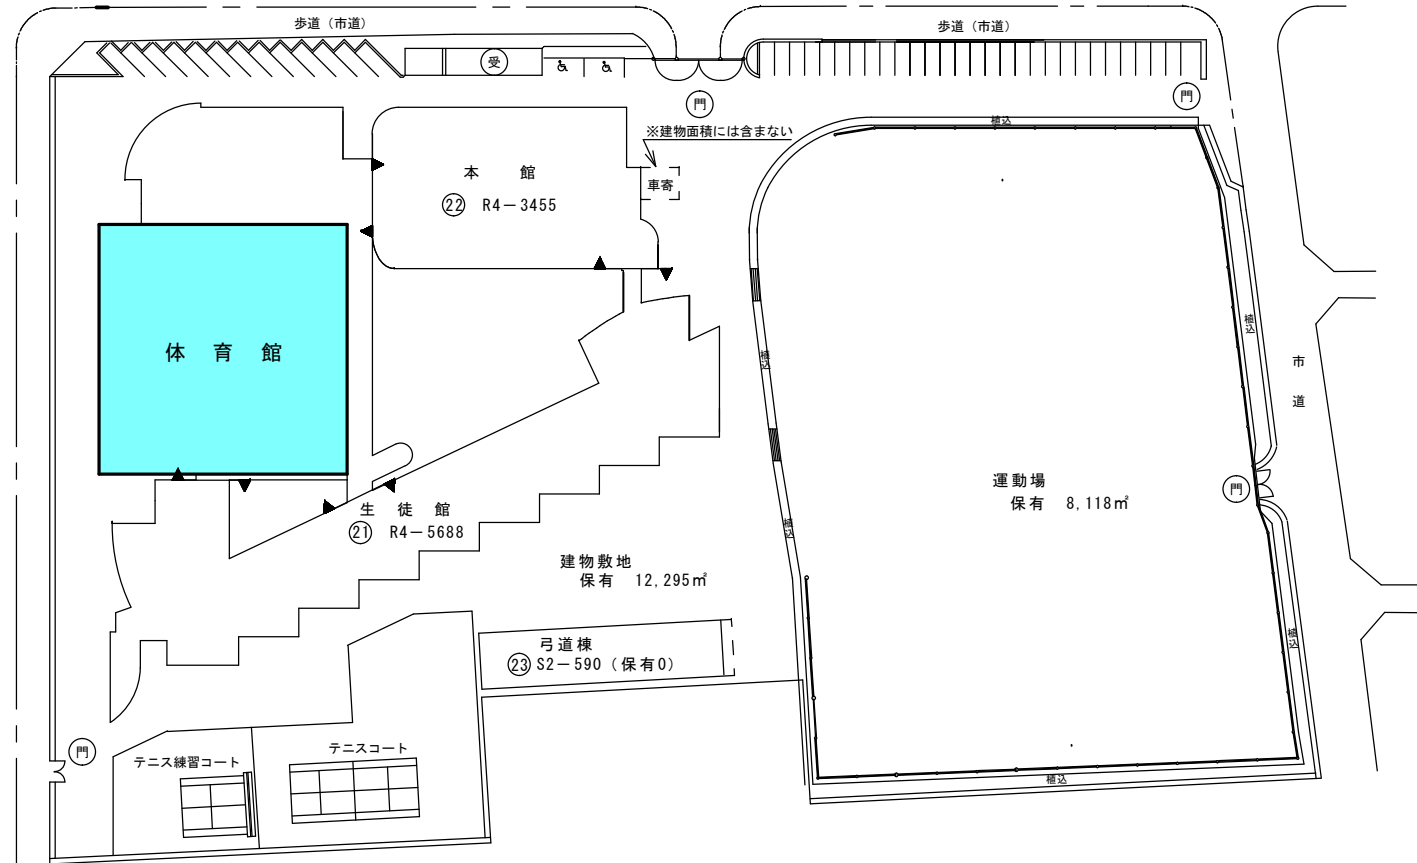 歩道（市道）
歩道（市道）
受
門
門
※建物面積には含まない
植込
本館
㉒ R4－3455
車寄
体育館
植込
植込
市道
運動場
保有 8,118㎡
門
生徒館
㉑ R4－5688
植込
建物敷地
保有 12,295㎡
弓道棟
㉓ S2－590（保有0）
植込
門
テニス練習コート
テニスコート
植込